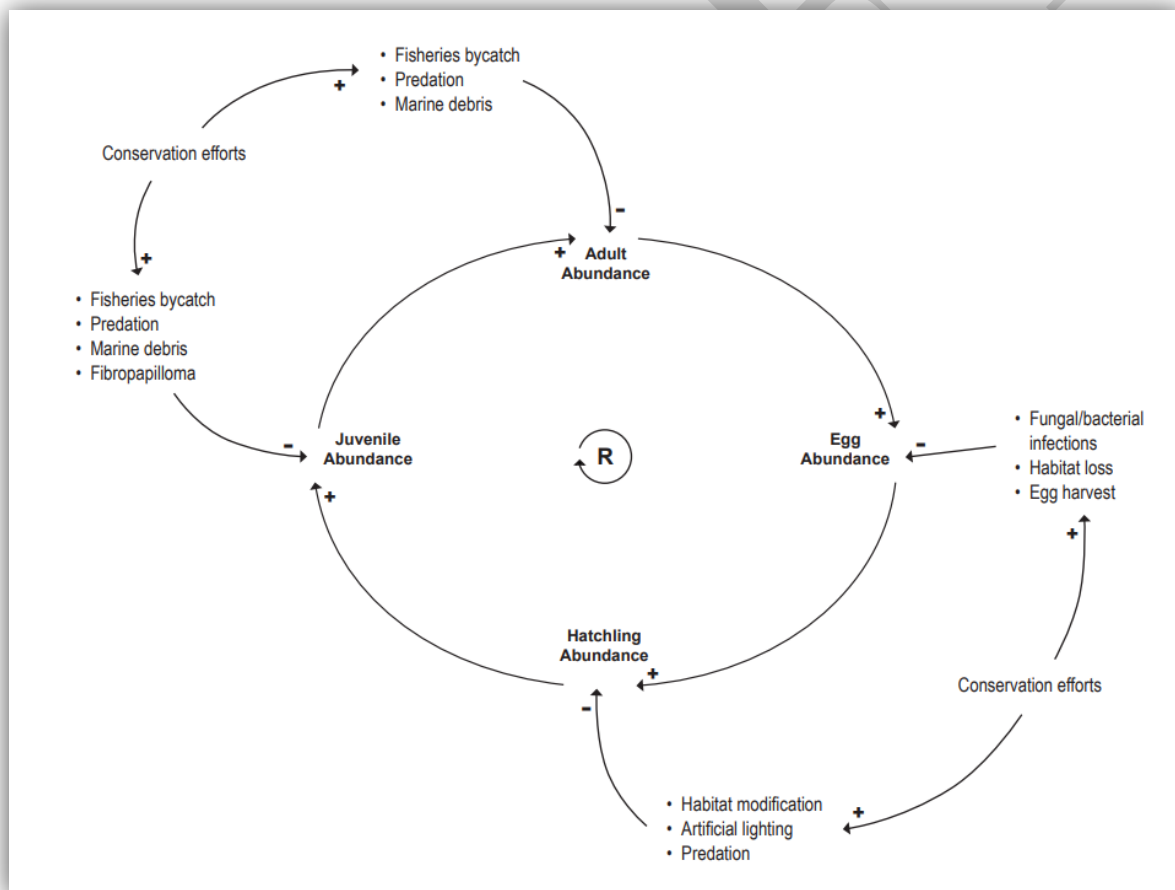 • Fisheries bycatch
• Predation
• Marine debris
+
Conservation efforts
+
• Fisheries bycatch
• Predation
• Marine debris
• Fibropapilloma
-
+
Adult
Abundance
-
Juvenile
Abundance
+
R
+
Egg
Abundance
-
• Fungal/bacterial
infections
• Habitat loss
• Egg harvest
+
Hatchling
Abundance
+
-
Conservation efforts
• Habitat modification
• Artificial lighting
• Predation
+